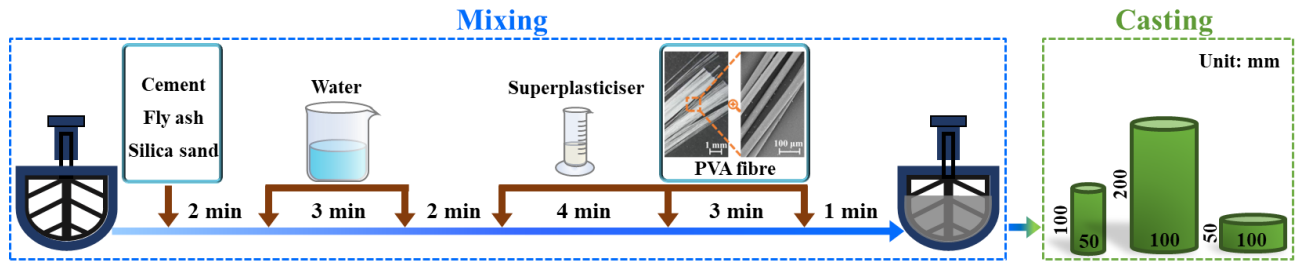 Mixing
Casting
Cement
Fly ash
Silica sand
Water
Superplasticiser
1 mm
100 μm
PVA fibre
2 min
3 min
2 min
4 min
3 min
1 min
Unit: mm
100
50
200
100
50
100